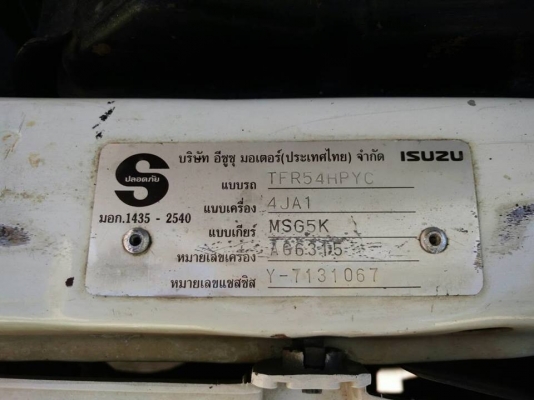 บริษัท อีซูซุ มอเตอร์(ประเทศไทย) จำกัด ISUZU
S
ปลอดภัย
มอก.1435 - 2540
แบบรถ TFR54HPYC
แบบเครื่อง 4JA1
แบบเกียร์ MSG5K
หมายเลขเครื่อง
หมายเลขแชสซิส Y-7131067